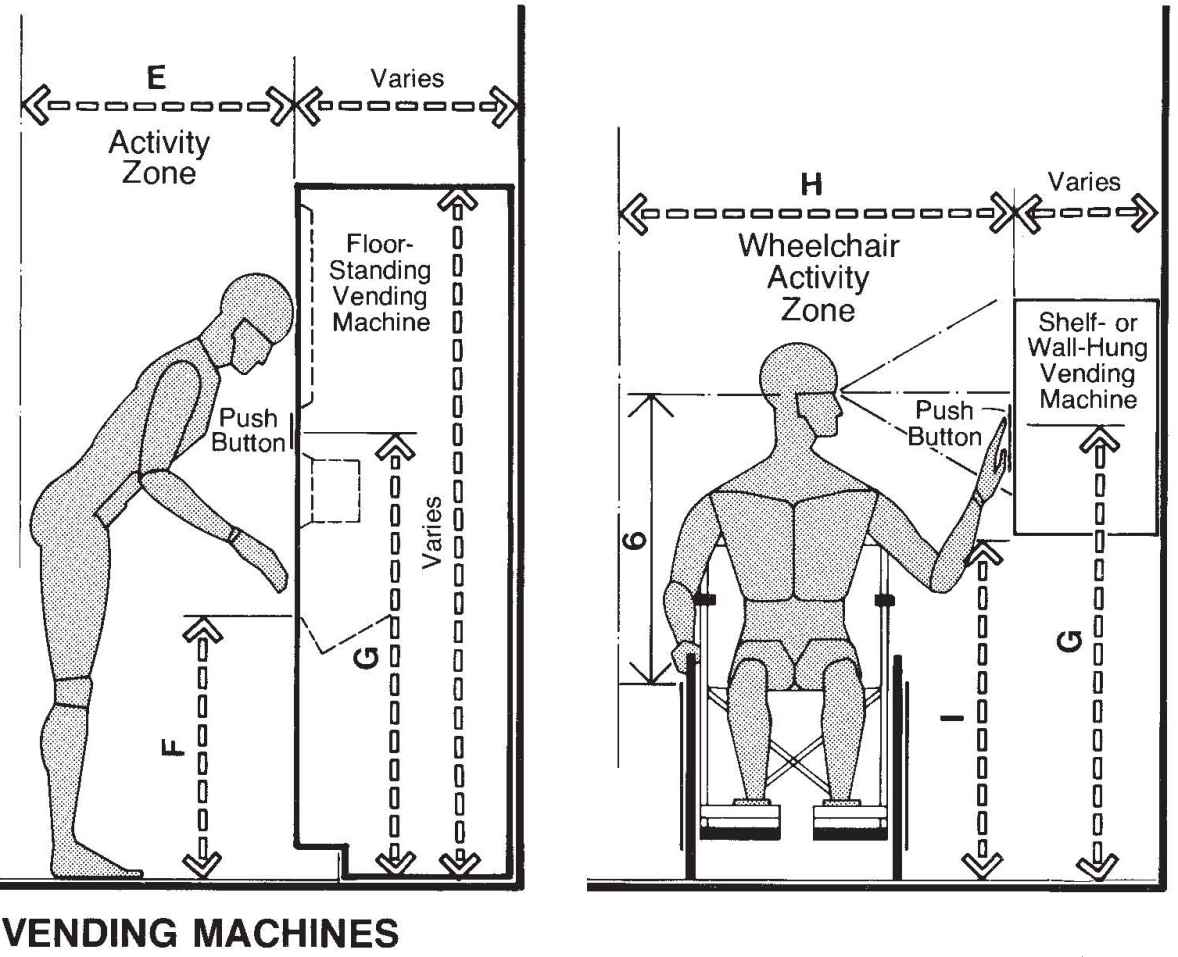 E
Varies
Activity
Zone
Floor-
Standing
Vending
Machine
Push
Button
Varies
G
F
H
Varies
Wheelchair
Activity
Zone
Shelf- or
Wall-Hung
Vending
Machine
Push
Button
6
G
I
VENDING MACHINES